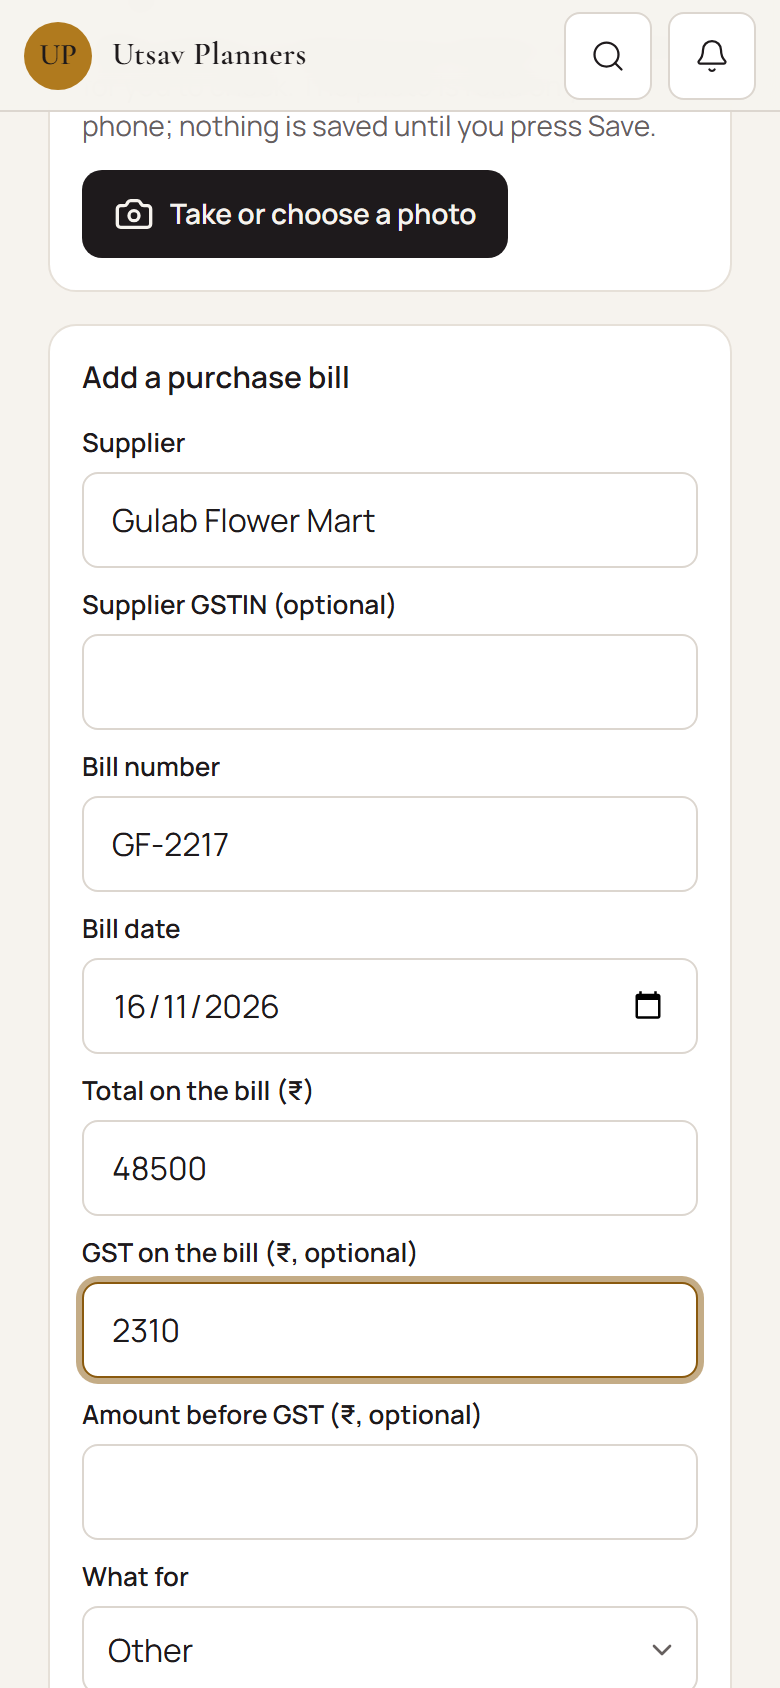 UP Utsav Planners
phone; nothing is saved until you press Save.
Take or choose a photo
Add a purchase bill
Supplier
Gulab Flower Mart
Supplier GSTIN (optional)
Bill number
GF-2217
Bill date
16/11/2026
Total on the bill (₹)
48500
GST on the bill (₹, optional)
2310
Amount before GST (₹, optional)
What for
Other